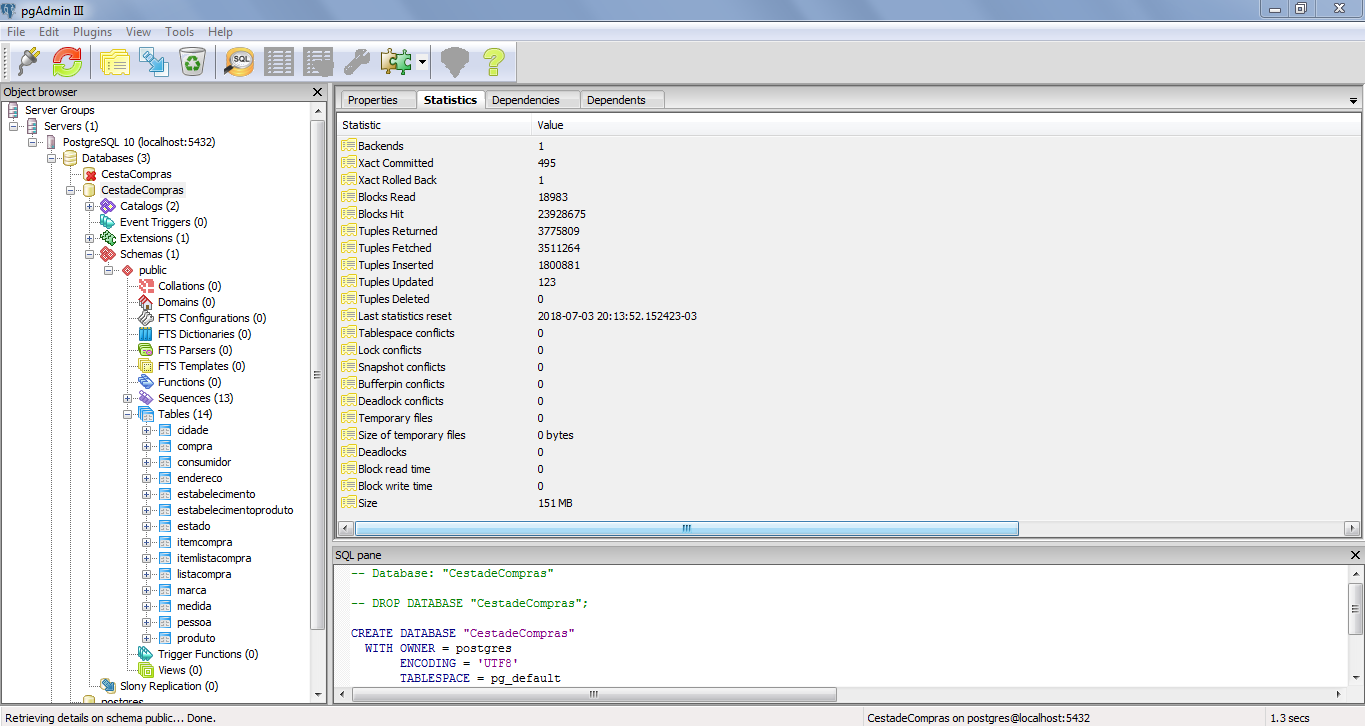 pgAdmin III
File Edit Plugins View Tools Help
SQL
Object browser
Server Groups
Servers (1)
PostgreSQL 10 (localhost:5432)
Databases (3)
CestaCompras
CestadeCompras
Catalogs (2)
Event Triggers (0)
Extensions (1)
Schemas (1)
public
Collations (0)
Domains (0)
FTS Configurations (0)
FTS Dictionaries (0)
FTS Parsers (0)
FTS Templates (0)
Functions (0)
Sequences (13)
Tables (14)
cidade
compra
consumidor
endereco
estabelecimento
estabelecimentoproduto
estado
itemcompra
itemlistacompra
listacompra
marca
medida
pessoa
produto
Trigger Functions (0)
Views (0)
Slony Replication (0)
postgres
Properties Statistics Dependencies Dependents
Statistic Value
Backends 1
Xact Committed 495
Xact Rolled Back 1
Blocks Read 18983
Blocks Hit 23928675
Tuples Returned 3775809
Tuples Fetched 3511264
Tuples Inserted 1800881
Tuples Updated 123
Tuples Deleted 0
Last statistics reset 2018-07-03 20:13:52.152423-03
Tablespace conflicts 0
Lock conflicts 0
Snapshot conflicts 0
Bufferpin conflicts 0
Deadlock conflicts 0
Temporary files 0
Size of temporary files 0 bytes
Deadlocks 0
Block read time 0
Block write time 0
Size 151 MB
SQL pane
-- Database: "CestadeCompras"
-- DROP DATABASE "CestadeCompras";
CREATE DATABASE "CestadeCompras"
WITH OWNER = postgres
ENCODING = 'UTF8'
TABLESPACE = pg_default
Retrieving details on schema public... Done. CestadeCompras on postgres@localhost:5432 1.3 secs